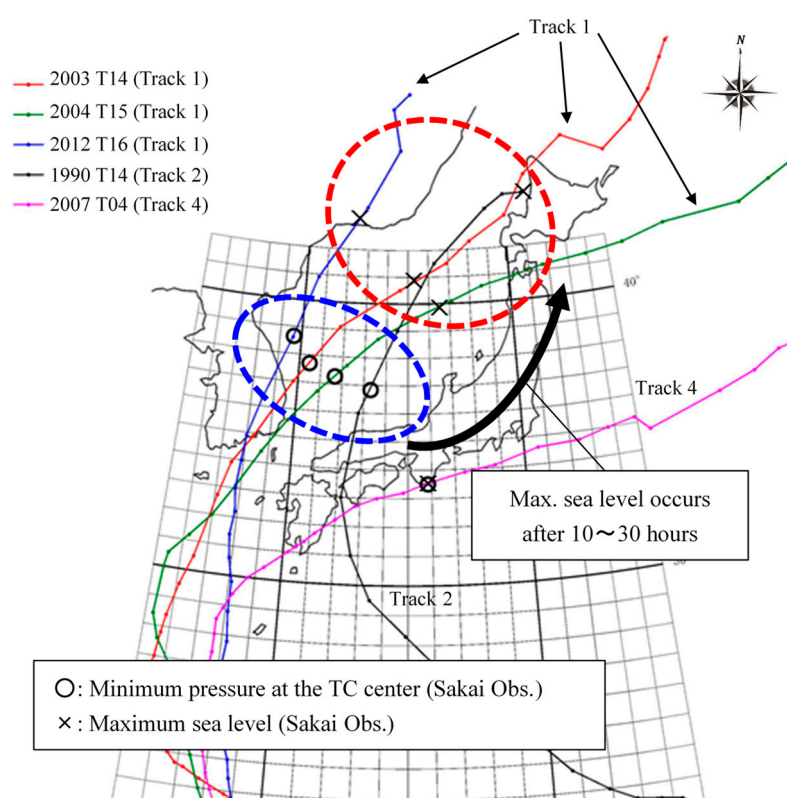 Track 1
N
2003 T14 (Track 1)
2004 T15 (Track 1)
2012 T16 (Track 1)
1990 T14 (Track 2)
2007 T04 (Track 4)
40°
Track 4
Max. sea level occurs
after 10～30 hours
Track 2
O: Minimum pressure at the TC center (Sakai Obs.)
×: Maximum sea level (Sakai Obs.)